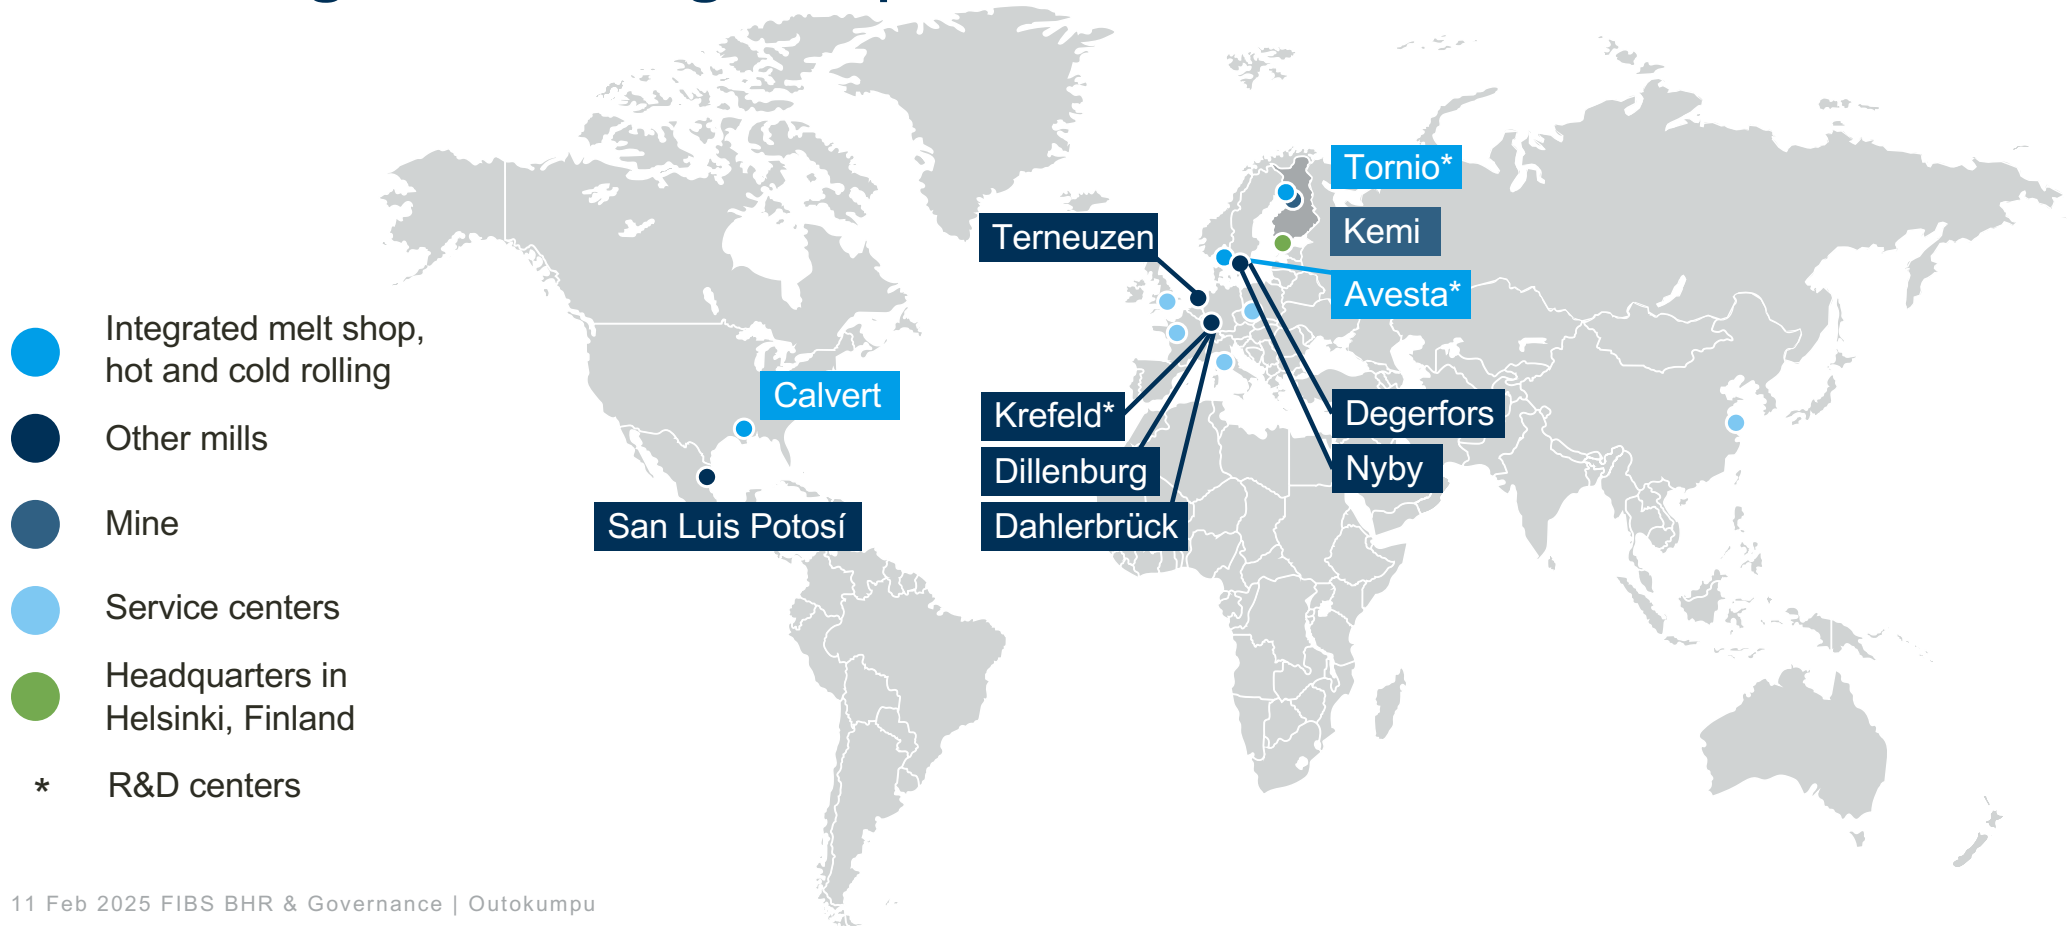 Integrated melt shop,
hot and cold rolling
Other mills
Mine
Service centers
Headquarters in
Helsinki, Finland
* R&D centers
Tornio*
Kemi
Avesta*
Terneuzen
Calvert
San Luis Potosí
Krefeld*
Dillenburg
Dahlerbrück
Degerfors
Nyby
11 Feb 2025 FIBS BHR & Governance | Outokumpu